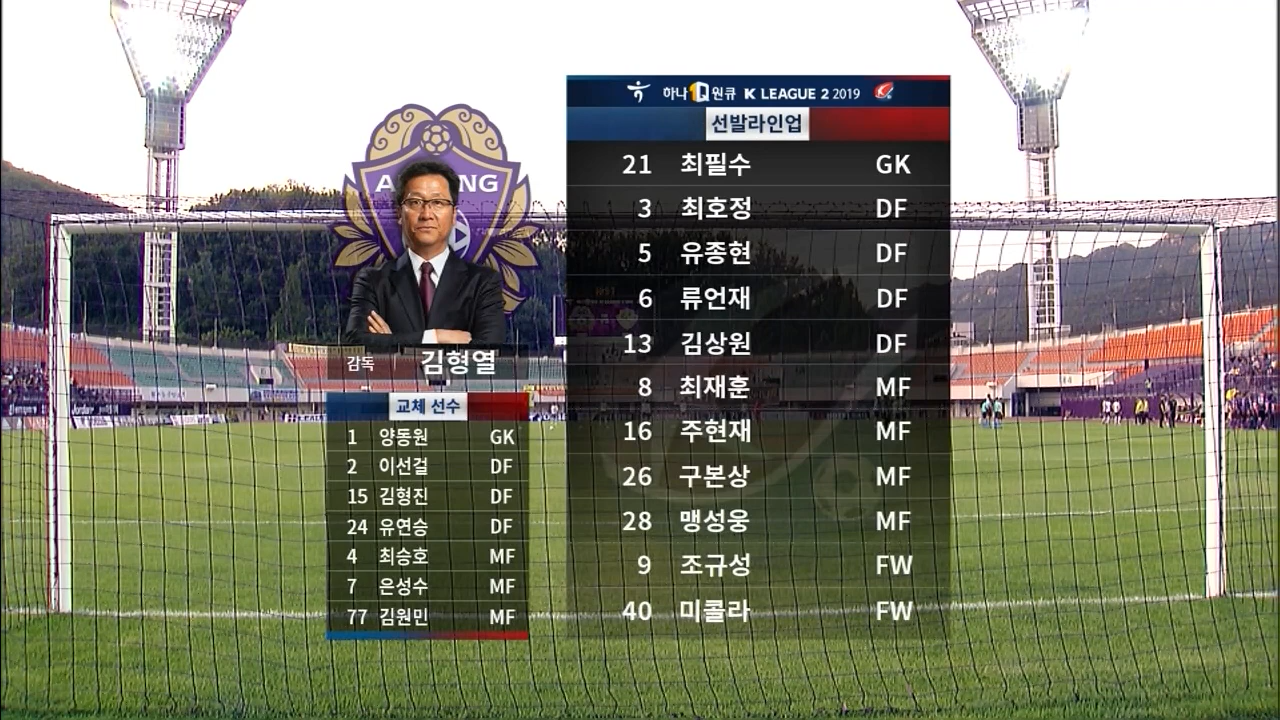 하나1Q원큐 K LEAGUE 2 2019
선발라인업
21 최필수 GK
3 최호정 DF
5 유종현 DF
6 류언재 DF
13 김상원 DF
8 최재훈 MF
16 주현재 MF
26 구본상 MF
28 맹성웅 MF
9 조규성 FW
40 미콜라 FW
감독 김형열
교체 선수
1 양동원 GK
2 이선걸 DF
15 김형진 DF
24 유연승 DF
4 최승호 MF
7 은성수 MF
77 김원민 MF